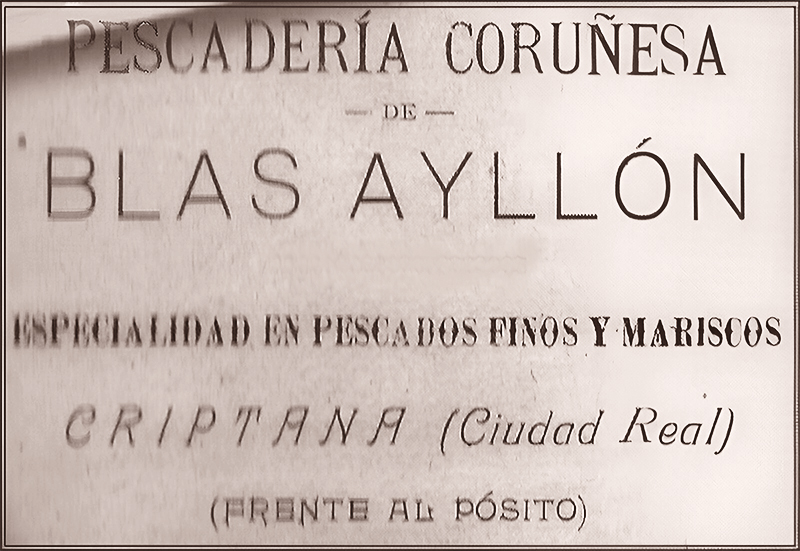 PESCADERÍA CORUÑESA
— DE —
BLAS AYLLÓN
ESPECIALIDAD EN PESCADOS FINOS Y MARISCOS
CRIPTANA (Ciudad Real)
(FRENTE AL PÓSITO)